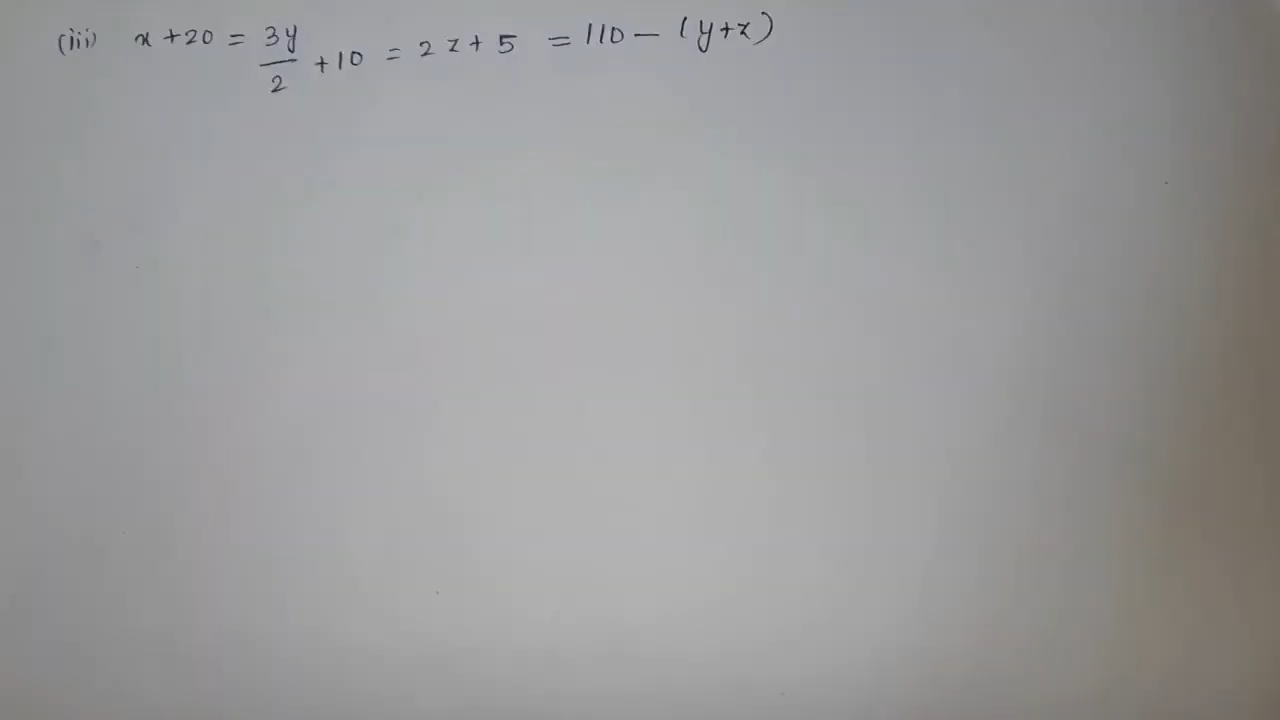 (iii) x + 20 = 3y/2 + 10 = 2z + 5 = 110 − (y+z)